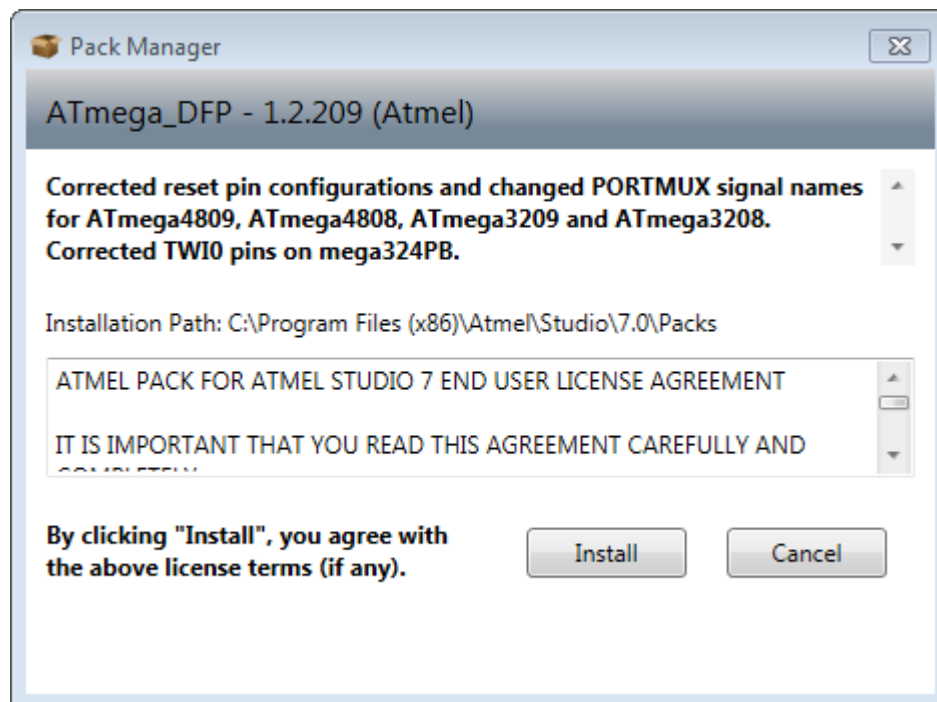 Pack Manager
ATmega_DFP - 1.2.209 (Atmel)
Corrected reset pin configurations and changed PORTMUX signal names
for ATmega4809, ATmega4808, ATmega3209 and ATmega3208.
Corrected TWI0 pins on mega324PB.
Installation Path: C:\Program Files (x86)\Atmel\Studio\7.0\Packs
ATMEL PACK FOR ATMEL STUDIO 7 END USER LICENSE AGREEMENT
IT IS IMPORTANT THAT YOU READ THIS AGREEMENT CAREFULLY AND
COMPLETELY
By clicking "Install", you agree with
the above license terms (if any).
Install
Cancel